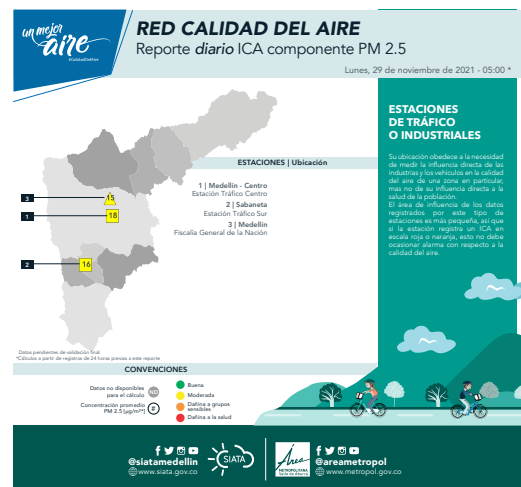 un mejor
aire
#CalidadDelAire
RED CALIDAD DEL AIRE
Reporte diario ICA componente PM 2.5
Lunes, 29 de noviembre de 2021 - 05:00 *
ESTACIONES | Ubicación
1 | Medellín - Centro
Estación Tráfico Centro
2 | Sabaneta
Estación Tráfico Sur
3 | Medellín
Fiscalía General de la Nación
3
15
1
18
2
16
ESTACIONES
DE TRÁFICO
O INDUSTRIALES
Su ubicación obedece a la necesidad
de medir la influencia directa de las
industrias y los vehículos en la calidad
del aire de una zona en particular,
mas no de su influencia directa a la
salud de la población.
El área de influencia de los datos
registrados por este tipo de
estaciones es más pequeña, así que
si la estación registra un ICA en
escala roja o naranja, esto no debe
ocasionar alarma con respecto a la
calidad del aire.
Datos pendientes de validación final.
*Cálculos a partir de registros de 24 horas previas a este reporte
CONVENCIONES
Datos no disponibles
para el cálculo
Concentración promedio
PM 2.5 [µg/m³]
#
Buena
Moderada
Dañina a grupos
sensibles
Dañina a la salud
@siatamedellin
www.siata.gov.co
SIATA
Área
METROPOLITANA
Valle de Aburrá
@areametropol
www.metropol.gov.co